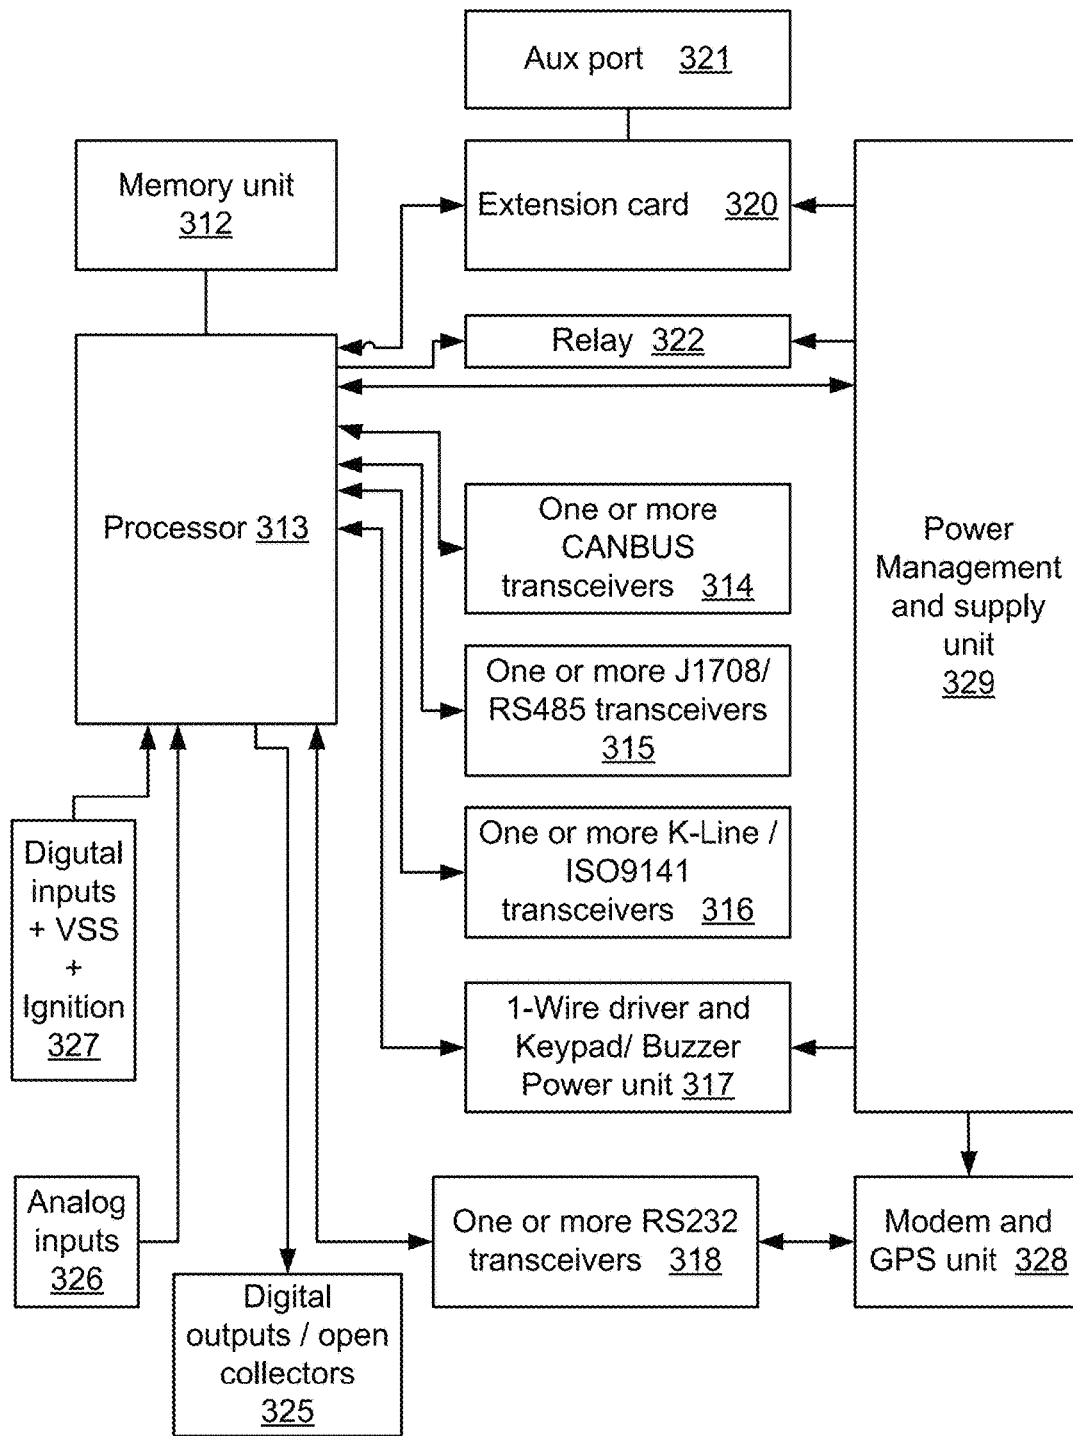 Aux port 321
Memory unit
312
Extension card 320
Relay 322
Processor 313
One or more
CANBUS
transceivers 314
Power
Management
and supply
unit
329
One or more J1708/
RS485 transceivers
315
One or more K-Line /
ISO9141
transceivers 316
Digutal
inputs
+ VSS
+
Ignition
327
1-Wire driver and
Keypad/ Buzzer
Power unit 317
Analog
inputs
326
One or more RS232
transceivers 318
Modem and
GPS unit 328
Digital
outputs / open
collectors
325